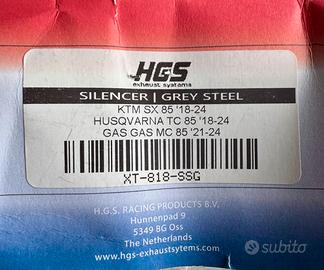 HGS
exhaust systems
SILENCER | GREY STEEL
KTM SX 85 '18-24
HUSQVARNA TC 85 '18-24
GAS GAS MC 85 '21-24
XT-818-SSG
H.G.S. RACING PRODUCTS B.V.
Hunnenpad 9
5349 BG Oss
The Netherlands
www.hgs-exhaustsytems.com
subito